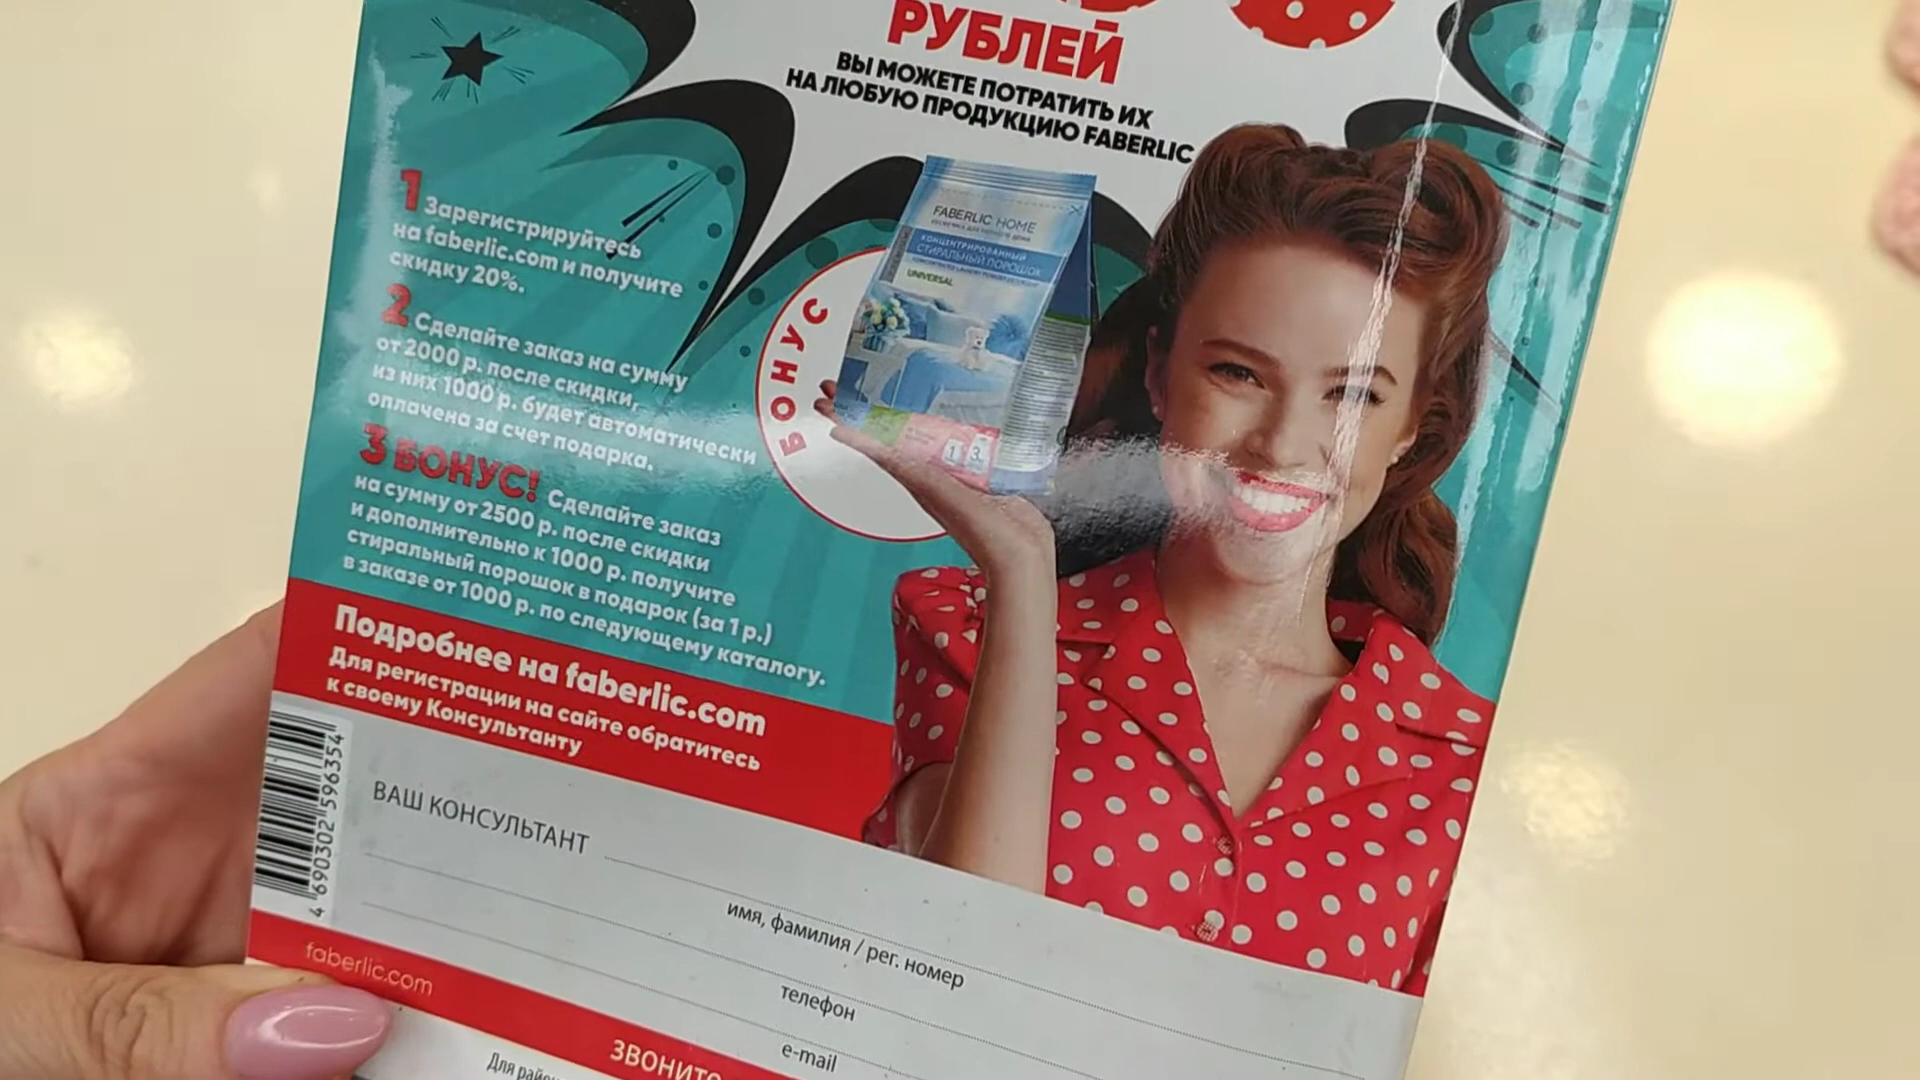 РУБЛЕЙ
ВЫ МОЖЕТЕ ПОТРАТИТЬ ИХ
НА ЛЮБУЮ ПРОДУКЦИЮ FABERLIC
1 Зарегистрируйтесь
на faberlic.com и получите
скидку 20%.
2 Сделайте заказ на сумму
от 2000 р. после скидки,
из них 1000 р. будет автоматически
оплачена за счет подарка.
3 БОНУС! Сделайте заказ
на сумму от 2500 р. после скидки
и дополнительно к 1000 р. получите
стиральный порошок в подарок (за 1 р.)
в заказе от 1000 р. по следующему каталогу.
БОНУС
FABERLIC HOME
КОНЦЕНТРИРОВАННЫЙ
СТИРАЛЬНЫЙ ПОРОШОК
UNIVERSAL
Подробнее на faberlic.com
Для регистрации на сайте обратитесь
к своему Консультанту
4 690302 596354
ВАШ КОНСУЛЬТАНТ
имя, фамилия / рег. номер
телефон
e-mail
faberlic.com
ЗВОНИТЕ
Для